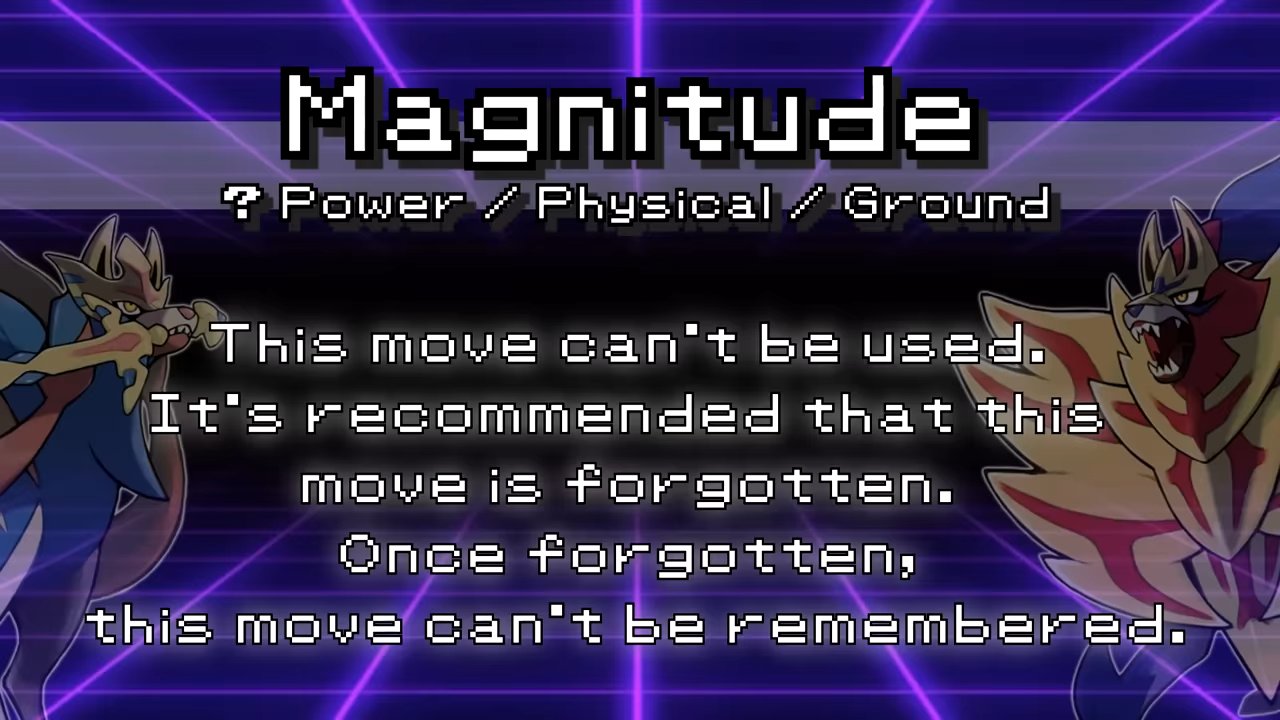 Magnitude
? Power / Physical / Ground
This move can't be used.
It's recommended that this
move is forgotten.
Once forgotten,
this move can't be remembered.